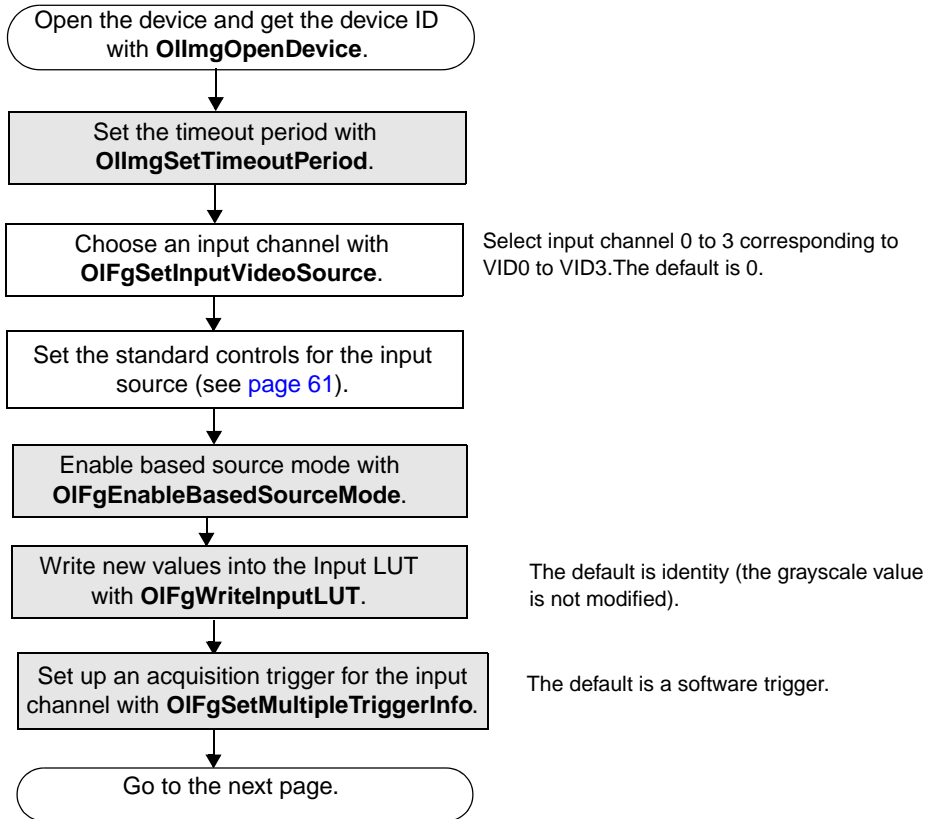 Open the device and get the device ID
with OlImgOpenDevice.
Set the timeout period with
OlImgSetTimeoutPeriod.
Choose an input channel with
OlFgSetInputVideoSource.
Select input channel 0 to 3 corresponding to
VID0 to VID3.The default is 0.
Set the standard controls for the input
source (see page 61).
Enable based source mode with
OlFgEnableBasedSourceMode.
Write new values into the Input LUT
with OlFgWriteInputLUT.
The default is identity (the grayscale value
is not modified).
Set up an acquisition trigger for the input
channel with OlFgSetMultipleTriggerInfo.
The default is a software trigger.
Go to the next page.